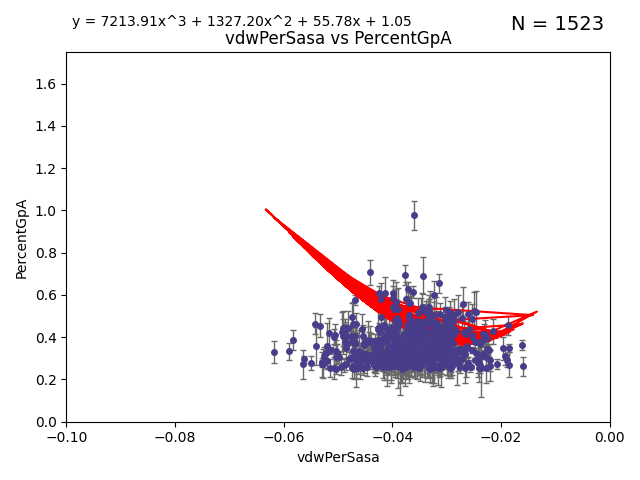 y = 7213.91x^3 + 1327.20x^2 + 55.78x + 1.05
N = 1523
vdwPerSasa vs PercentGpA
1.6
1.4
1.2
1.0
0.8
0.6
0.4
0.2
0.0
PercentGpA
−0.10 −0.08 −0.06 −0.04 −0.02 0.00
vdwPerSasa